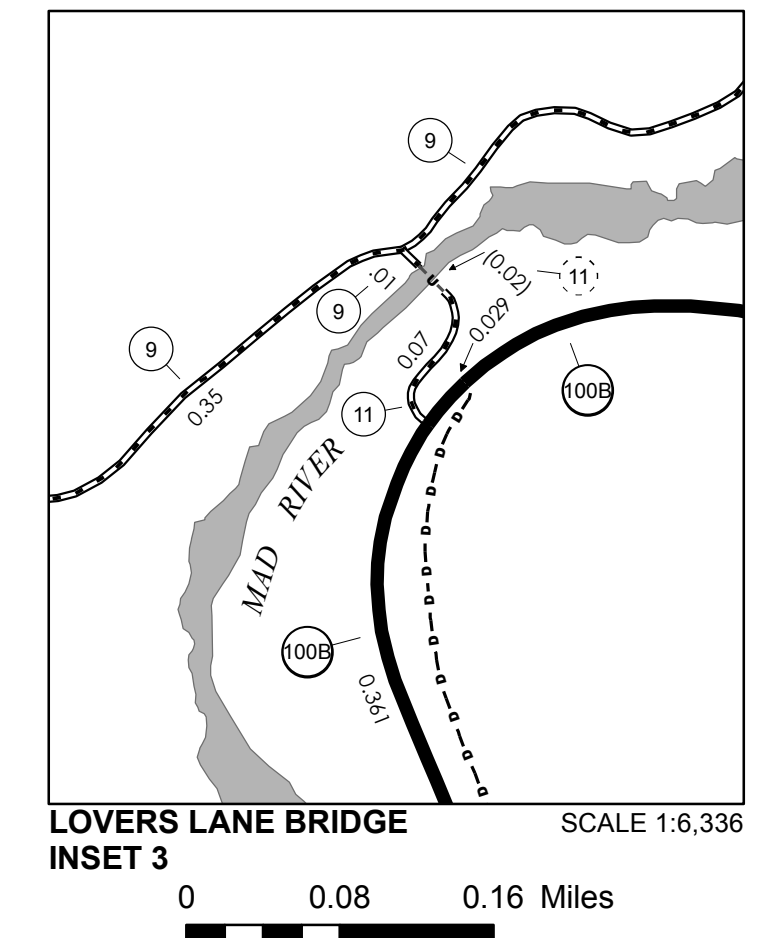 9
(0.02)
11
.01
9
0.029
9
0.07
0.35
100B
11
MAD RIVER
100B
0.361
D D D D D D D D D D
LOVERS LANE BRIDGE SCALE 1:6,336
INSET 3
0 0.08 0.16 Miles